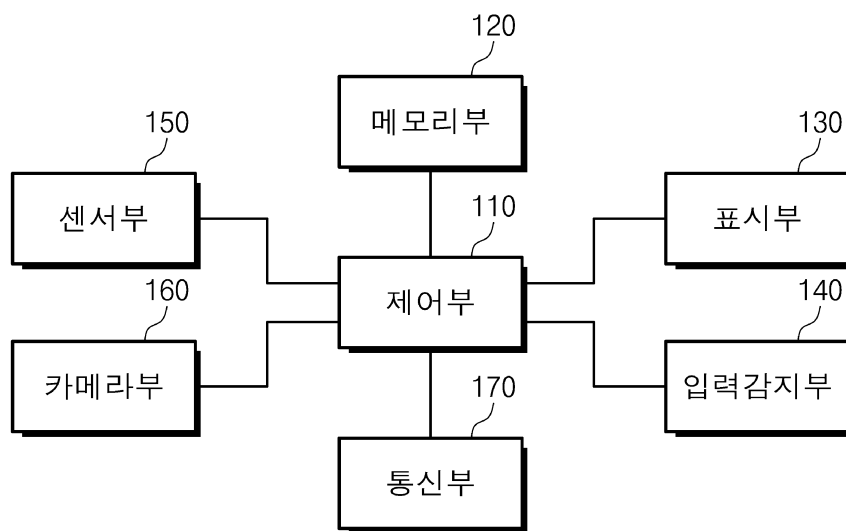 120
메모리부
150
센서부
130
표시부
110
제어부
160
카메라부
140
입력감지부
170
통신부